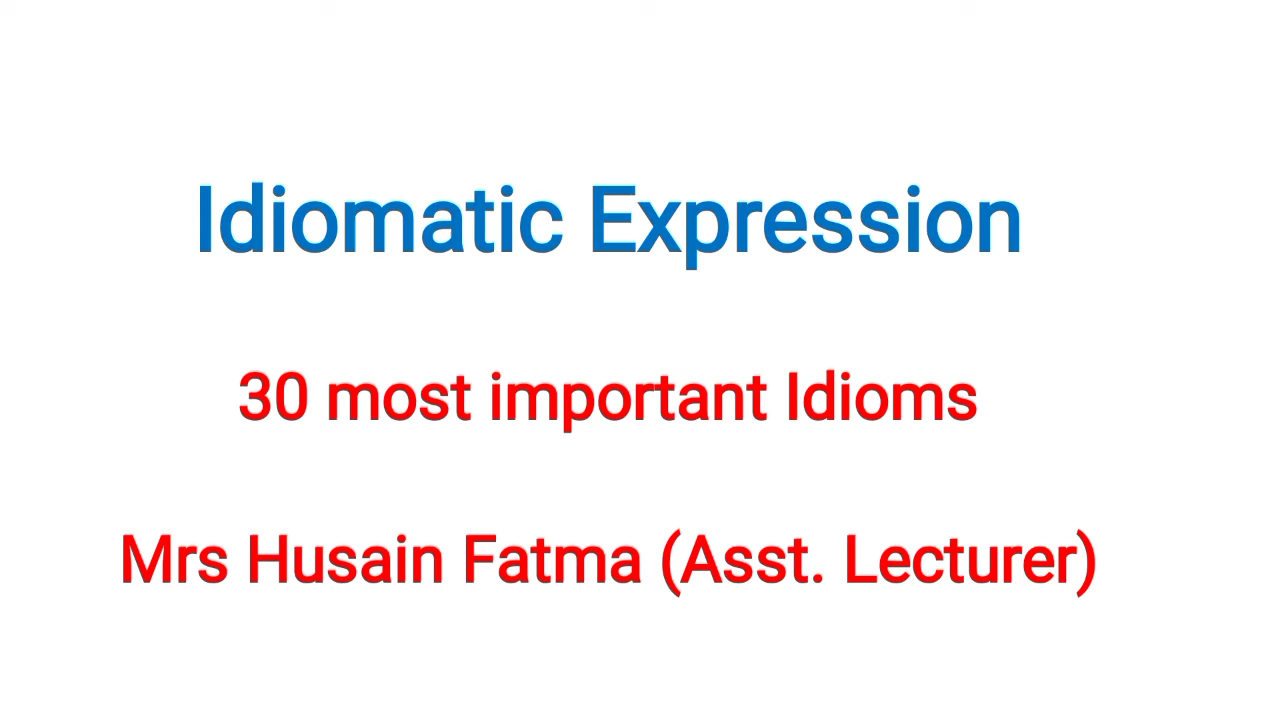 Idiomatic Expression
30 most important Idioms
Mrs Husain Fatma (Asst. Lecturer)